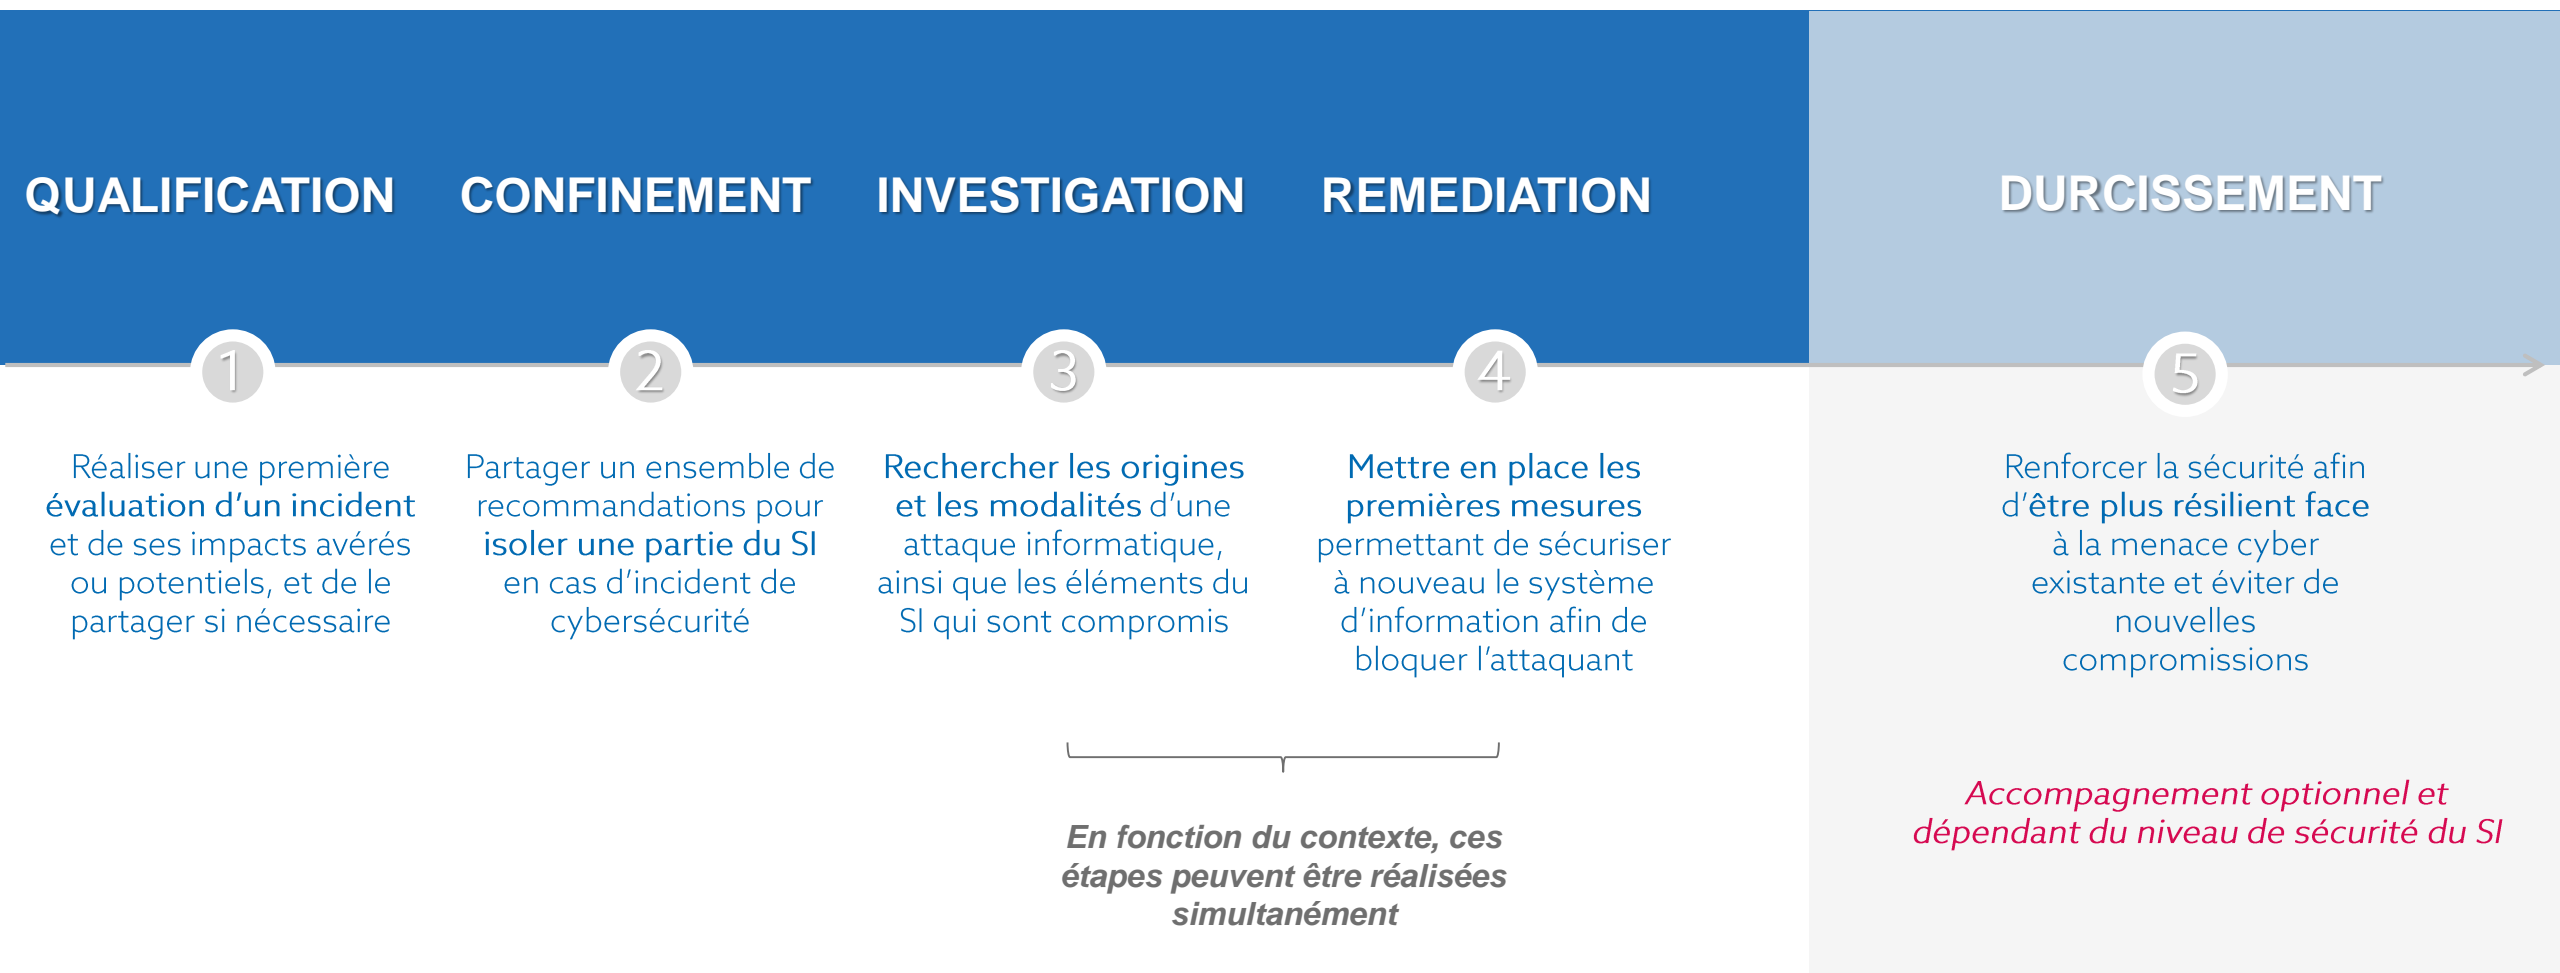 QUALIFICATION
CONFINEMENT
INVESTIGATION
REMEDIATION
DURCISSEMENT
1
2
3
4
5
Réaliser une première
évaluation d’un incident
et de ses impacts avérés
ou potentiels, et de le
partager si nécessaire
Partager un ensemble de
recommandations pour
isoler une partie du SI
en cas d’incident de
cybersécurité
Rechercher les origines
et les modalités d’une
attaque informatique,
ainsi que les éléments du
SI qui sont compromis
Mettre en place les
premières mesures
permettant de sécuriser
à nouveau le système
d’information afin de
bloquer l’attaquant
Renforcer la sécurité afin
d’être plus résilient face
à la menace cyber
existante et éviter de
nouvelles
compromissions
En fonction du contexte, ces
étapes peuvent être réalisées
simultanément
Accompagnement optionnel et
dépendant du niveau de sécurité du SI